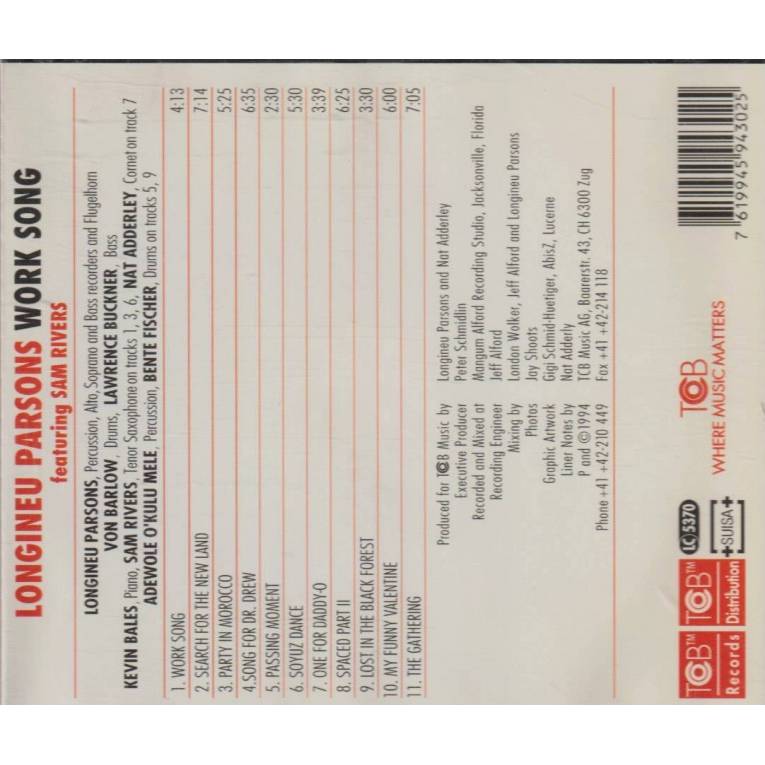 LONGINEU PARSONS WORK SONG
featuring SAM RIVERS
LONGINEU PARSONS, Percussion, Alto, Soprano and Bass recorders and Flugelhorn
VON BARLOW, Drums, LAWRENCE BUCKNER, Bass
KEVIN BALES, Piano, SAM RIVERS, Tenor Saxophone on tracks 1, 3, 6, NAT ADDERLEY, Cornet on track 7
ADEWOLE O'KULU MELE, Percussion, BENTE FISCHER, Drums on tracks 5, 9
1. WORK SONG 4:13
2. SEARCH FOR THE NEW LAND 7:14
3. PARTY IN MOROCCO 5:25
4.SONG FOR DR. DREW 6:35
5. PASSING MOMENT 2:30
6. SOYUZ DANCE 5:30
7. ONE FOR DADDY-O 3:39
8. SPACED PART II 6:25
9. LOST IN THE BLACK FOREST 3:30
10. MY FUNNY VALENTINE 6:00
11. THE GATHERING 7:05
Produced for TCB Music by Longineu Parsons and Nat Adderley
Executive Producer Peter Schmidlin
Recorded and Mixed at Mangum Alford Recording Studio, Jacksonville, Florida
Recording Engineer Jeff Alford
Mixing by London Wolker, Jeff Alford and Longineu Parsons
Photos Jay Shoots
Graphic Artwork Gigi Schmid-Huetiger, AbisZ, Lucerne
Liner Notes by Nat Adderly
P and ©1994 TCB Music AG, Baarerstr. 43, CH 6300 Zug
Phone +41 +42-210 449 Fax +41 +42-214 118
TCB™ Records
TCB™ Distribution
LC 5370
SUISA
TCB
WHERE MUSIC MATTERS
7 619945 943025